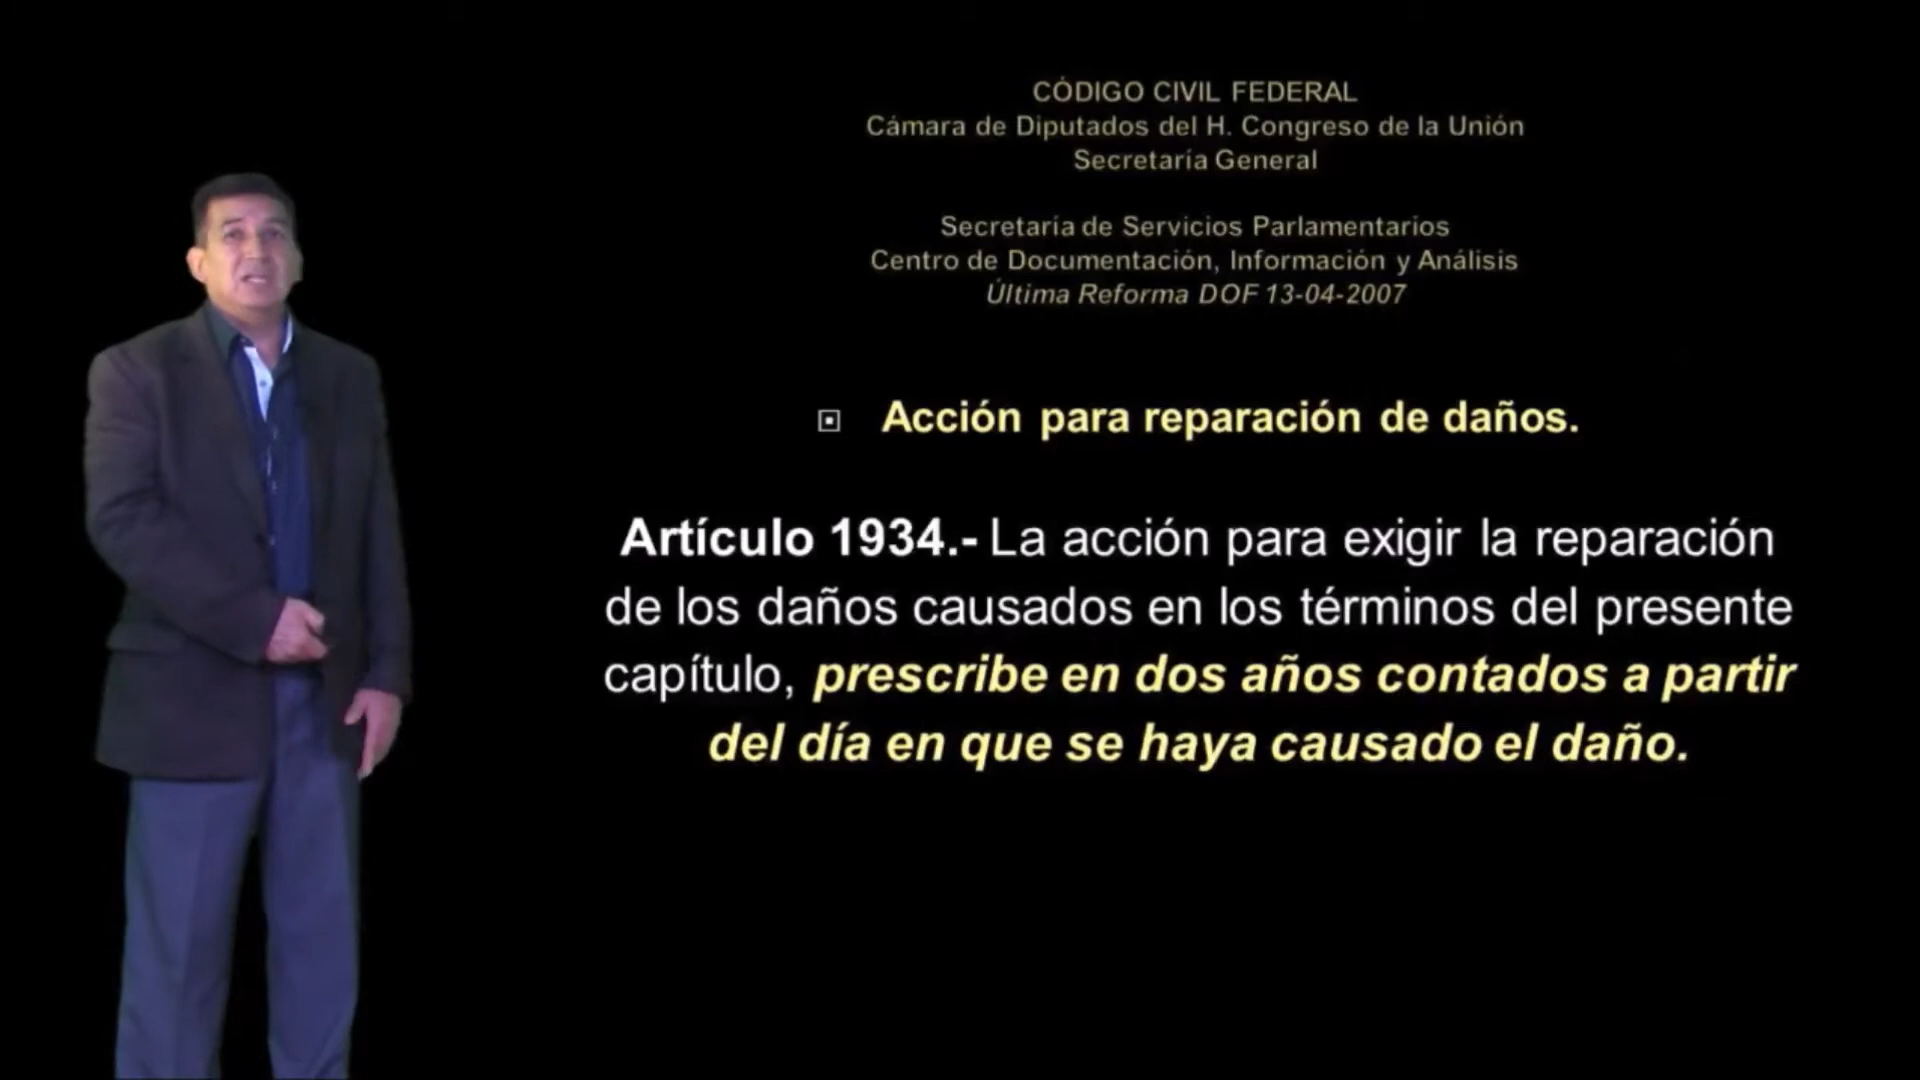 CÓDIGO CIVIL FEDERAL
Cámara de Diputados del H. Congreso de la Unión
Secretaría General
Secretaría de Servicios Parlamentarios
Centro de Documentación, Información y Análisis
Última Reforma DOF 13-04-2007
Acción para reparación de daños.
Artículo 1934.- La acción para exigir la reparación
de los daños causados en los términos del presente
capítulo, prescribe en dos años contados a partir
del día en que se haya causado el daño.